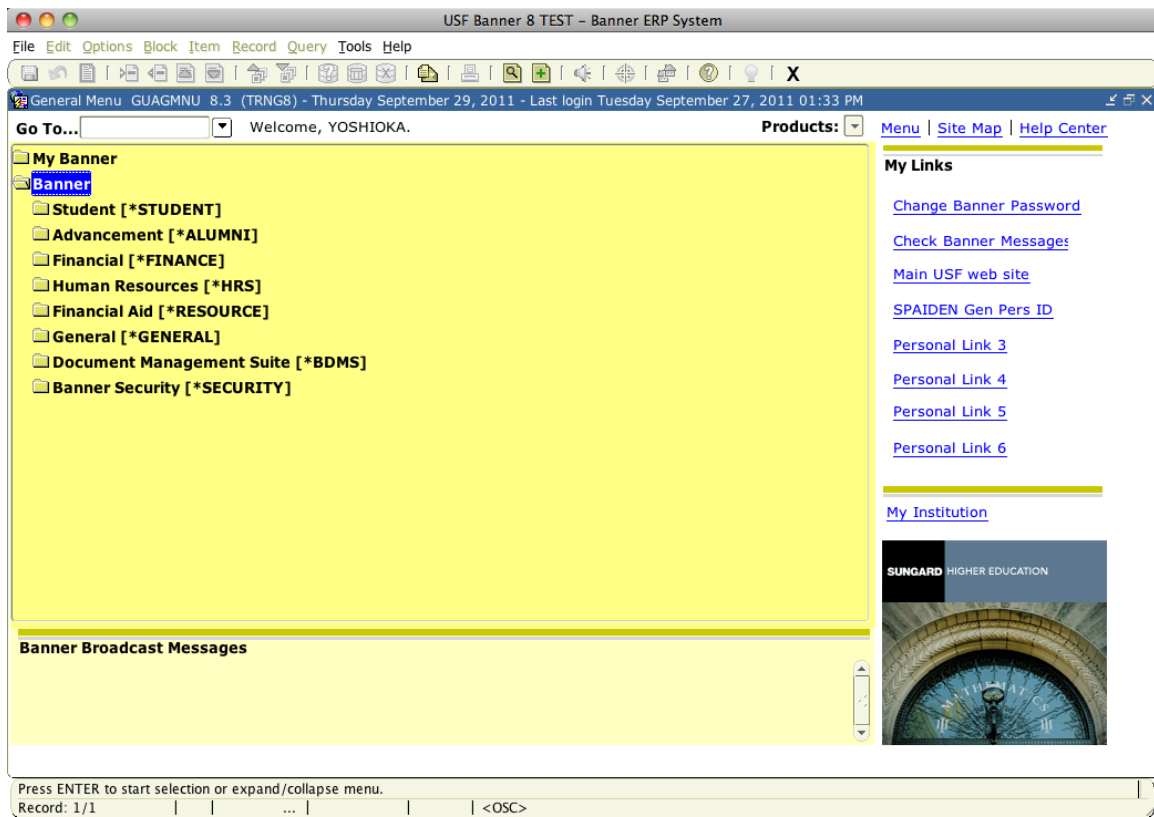 USF Banner 8 TEST – Banner ERP System
File Edit Options Block Item Record Query Tools Help
X
General Menu GUAGMNU 8.3 (TRNG8) - Thursday September 29, 2011 - Last login Tuesday September 27, 2011 01:33 PM
Go To... Welcome, YOSHIOKA. Products: Menu | Site Map | Help Center
My Banner
Banner
Student [*STUDENT]
Advancement [*ALUMNI]
Financial [*FINANCE]
Human Resources [*HRS]
Financial Aid [*RESOURCE]
General [*GENERAL]
Document Management Suite [*BDMS]
Banner Security [*SECURITY]
My Links
Change Banner Password
Check Banner Messages
Main USF web site
SPAIDEN Gen Pers ID
Personal Link 3
Personal Link 4
Personal Link 5
Personal Link 6
My Institution
SUNGARD HIGHER EDUCATION
MATHEMATICS
Banner Broadcast Messages
Press ENTER to start selection or expand/collapse menu.
Record: 1/1 ... <OSC>